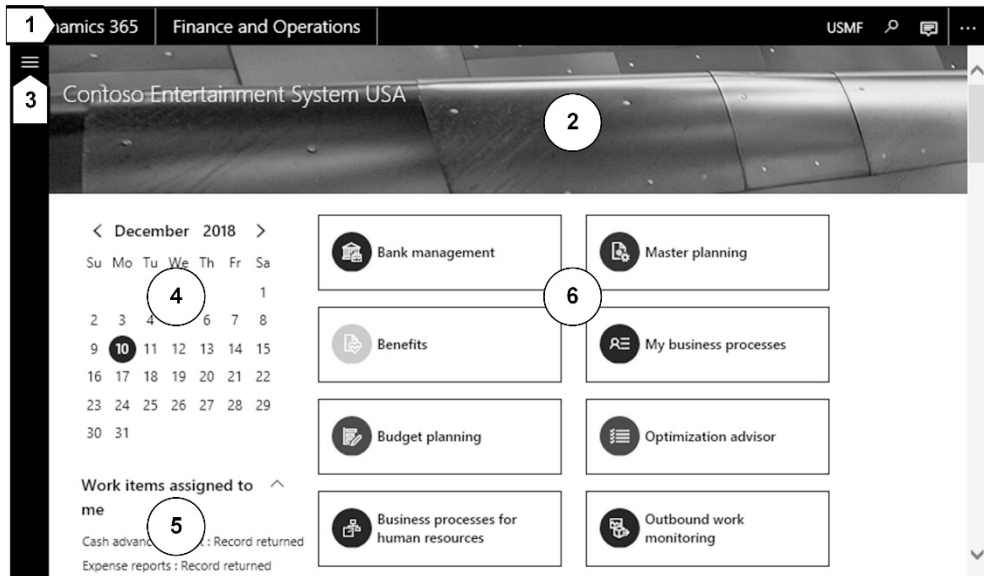 1 namics 365 Finance and Operations USMF
3
Contoso Entertainment System USA
2
December 2018
Su Mo Tu We Th Fr Sa
4
1
2 3 4 6 7 8
9 10 11 12 13 14 15
16 17 18 19 20 21 22
23 24 25 26 27 28 29
30 31
Work items assigned to
me
5
Cash advanc t : Record returned
Expense reports : Record returned
Bank management
Master planning
6
Benefits
My business processes
Budget planning
Optimization advisor
Business processes for
human resources
Outbound work
monitoring